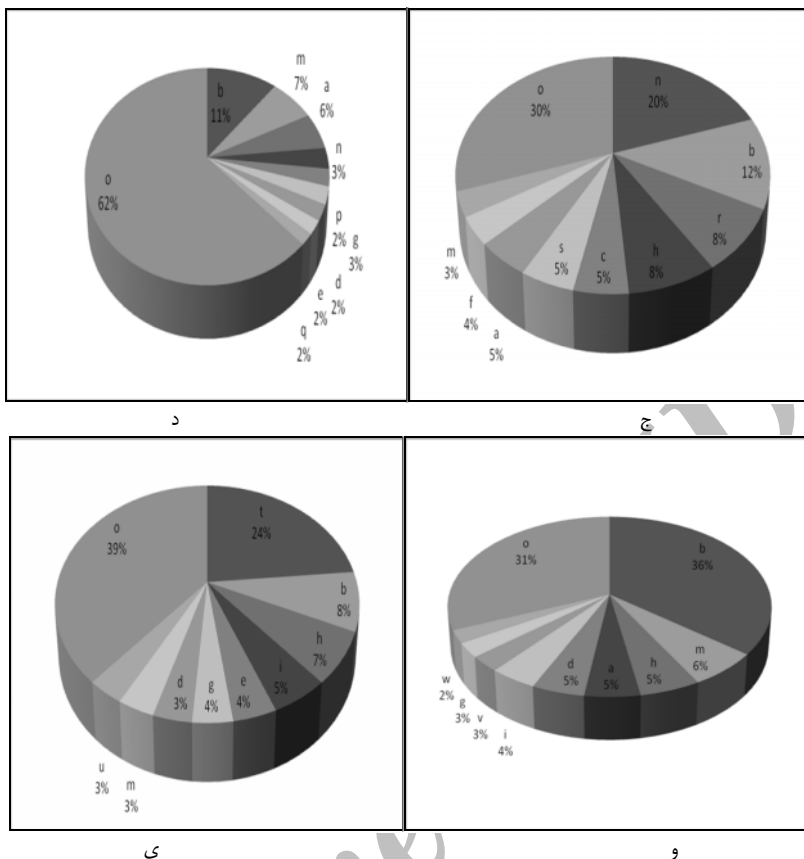 o
62%
b
11%
m
7%
a
6%
n
3%
p
2%
g
3%
d
2%
e
2%
q
2%
o
30%
n
20%
b
12%
r
8%
h
8%
c
5%
s
5%
a
5%
f
4%
m
3%
د
ج
o
39%
t
24%
b
8%
h
7%
i
5%
e
4%
g
4%
d
3%
m
3%
u
3%
o
31%
b
36%
m
6%
h
5%
a
5%
d
5%
i
4%
v
3%
g
3%
w
2%
ی
و